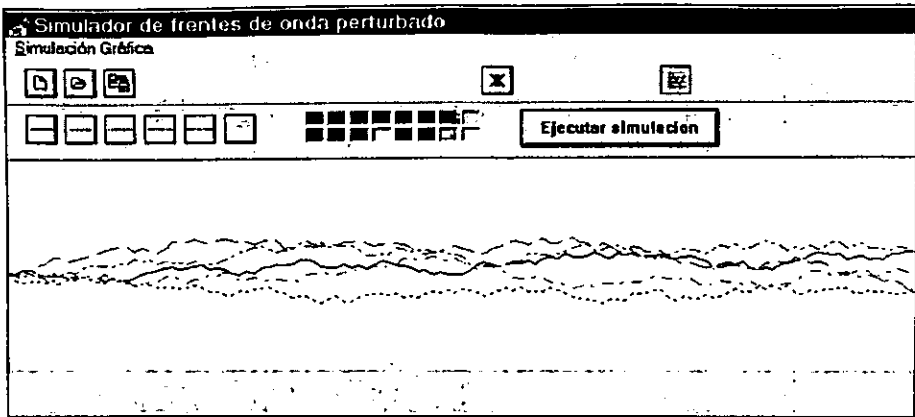 Simulador de frentes de onda perturbado
Simulación Gráfica
Ejecutar simulacion